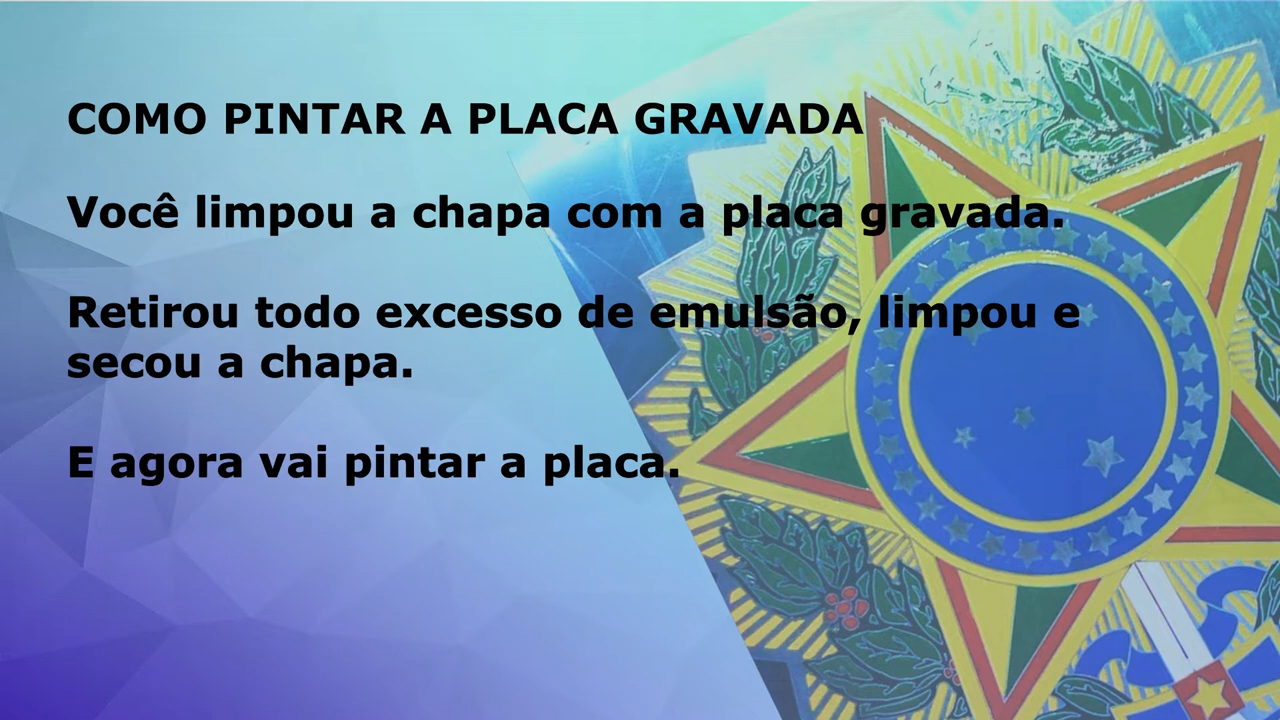 COMO PINTAR A PLACA GRAVADA
Você limpou a chapa com a placa gravada.
Retirou todo excesso de emulsão, limpou e
secou a chapa.
E agora vai pintar a placa.